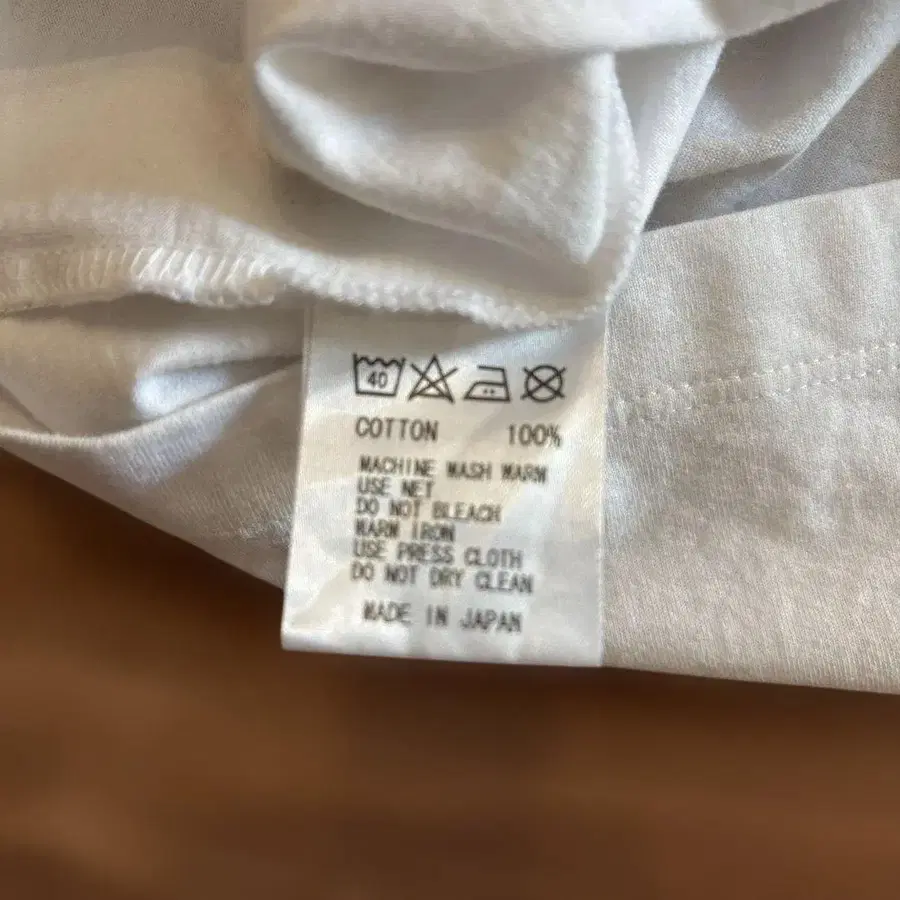 40
COTTON 100%
MACHINE WASH WARM
USE NET
DO NOT BLEACH
WARM IRON
USE PRESS CLOTH
DO NOT DRY CLEAN
MADE IN JAPAN